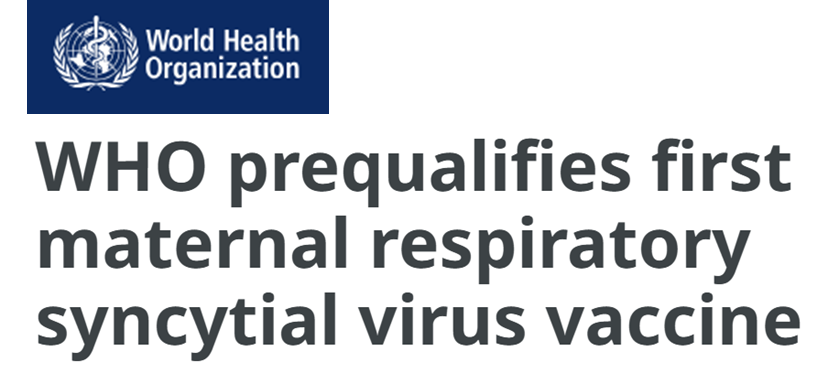 World Health
Organization
WHO prequalifies first
maternal respiratory
syncytial virus vaccine